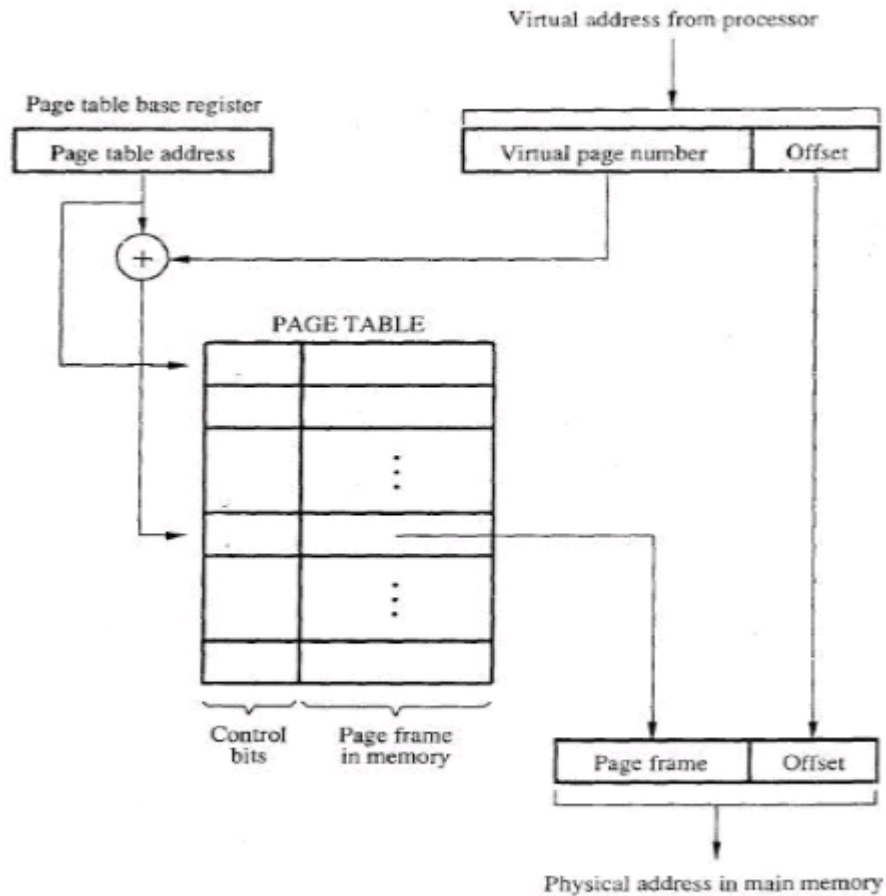 Virtual address from processor
Page table base register
Page table address
Virtual page number
Offset
+
PAGE TABLE
Control
bits
Page frame
in memory
Page frame
Offset
Physical address in main memory